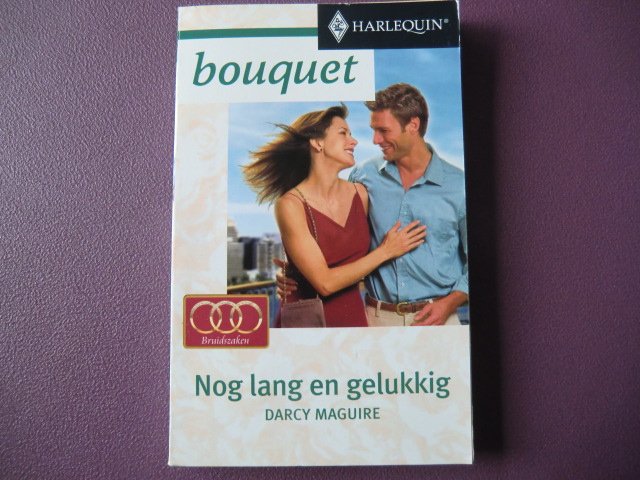 HARLEQUIN®
bouquet
Bruidszaken
Nog lang en gelukkig
DARCY MAGUIRE